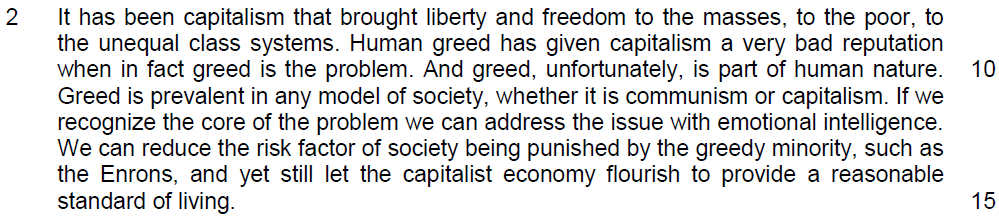 2 It has been capitalism that brought liberty and freedom to the masses, to the poor, to
the unequal class systems. Human greed has given capitalism a very bad reputation
when in fact greed is the problem. And greed, unfortunately, is part of human nature. 10
Greed is prevalent in any model of society, whether it is communism or capitalism. If we
recognize the core of the problem we can address the issue with emotional intelligence.
We can reduce the risk factor of society being punished by the greedy minority, such as
the Enrons, and yet still let the capitalist economy flourish to provide a reasonable
standard of living. 15